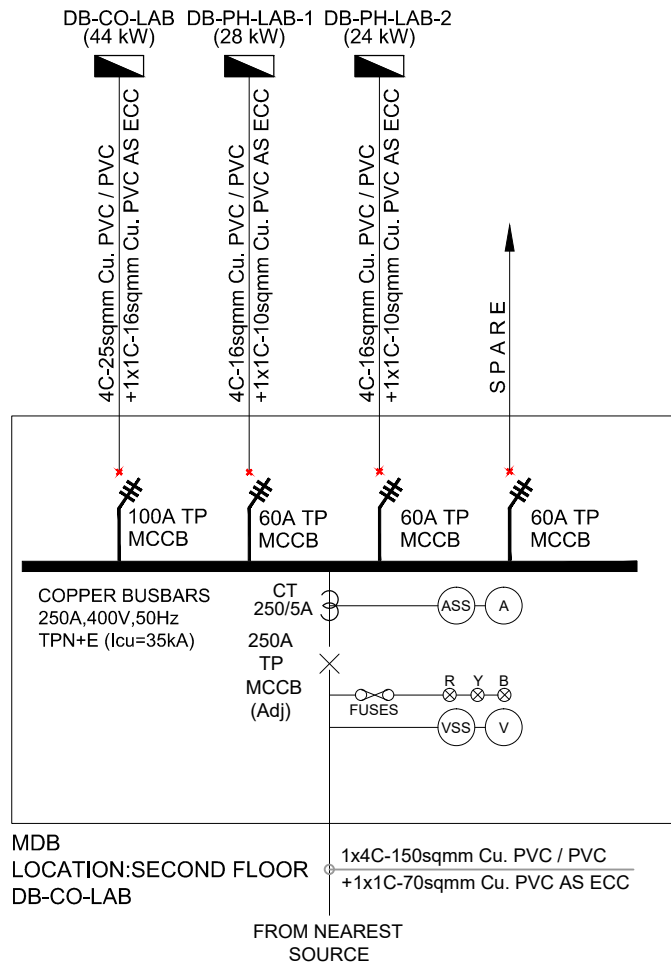 DB-CO-LAB
(44 kW)
DB-PH-LAB-1
(28 kW)
DB-PH-LAB-2
(24 kW)
4C-25sqmm Cu. PVC / PVC
+1x1C-16sqmm Cu. PVC AS ECC
4C-16sqmm Cu. PVC / PVC
+1x1C-10sqmm Cu. PVC AS ECC
4C-16sqmm Cu. PVC / PVC
+1x1C-10sqmm Cu. PVC AS ECC
SPARE
100A TP
MCCB
60A TP
MCCB
60A TP
MCCB
60A TP
MCCB
COPPER BUSBARS
250A,400V,50Hz
TPN+E (Icu=35kA)
CT
250/5A
ASS
A
250A
TP
MCCB
(Adj)
FUSES
R
Y
B
VSS
V
MDB
LOCATION:SECOND FLOOR
DB-CO-LAB
1x4C-150sqmm Cu. PVC / PVC
+1x1C-70sqmm Cu. PVC AS ECC
FROM NEAREST
SOURCE